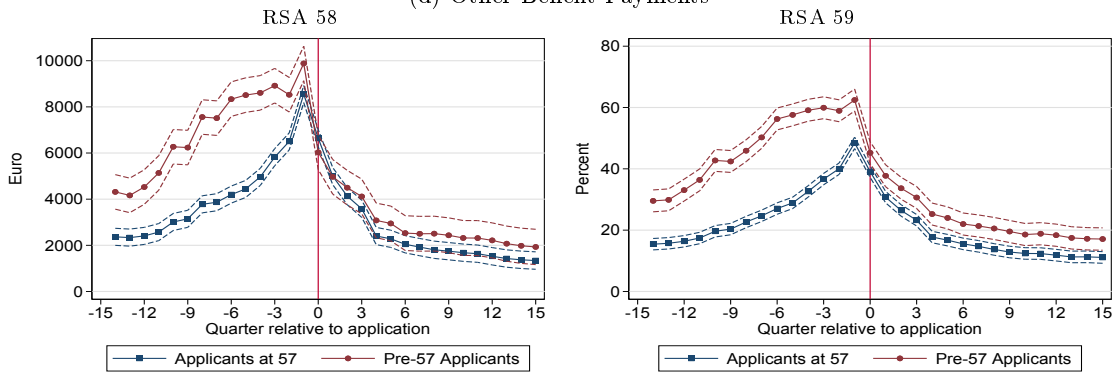 (d) Other Benefit Payments
RSA 58
RSA 59
Euro
10000
8000
6000
4000
2000
0
-15 -12 -9 -6 -3 0 3 6 9 12 15
Quarter relative to application
Applicants at 57 Pre-57 Applicants
Percent
80
60
40
20
0
-15 -12 -9 -6 -3 0 3 6 9 12 15
Quarter relative to application
Applicants at 57 Pre-57 Applicants